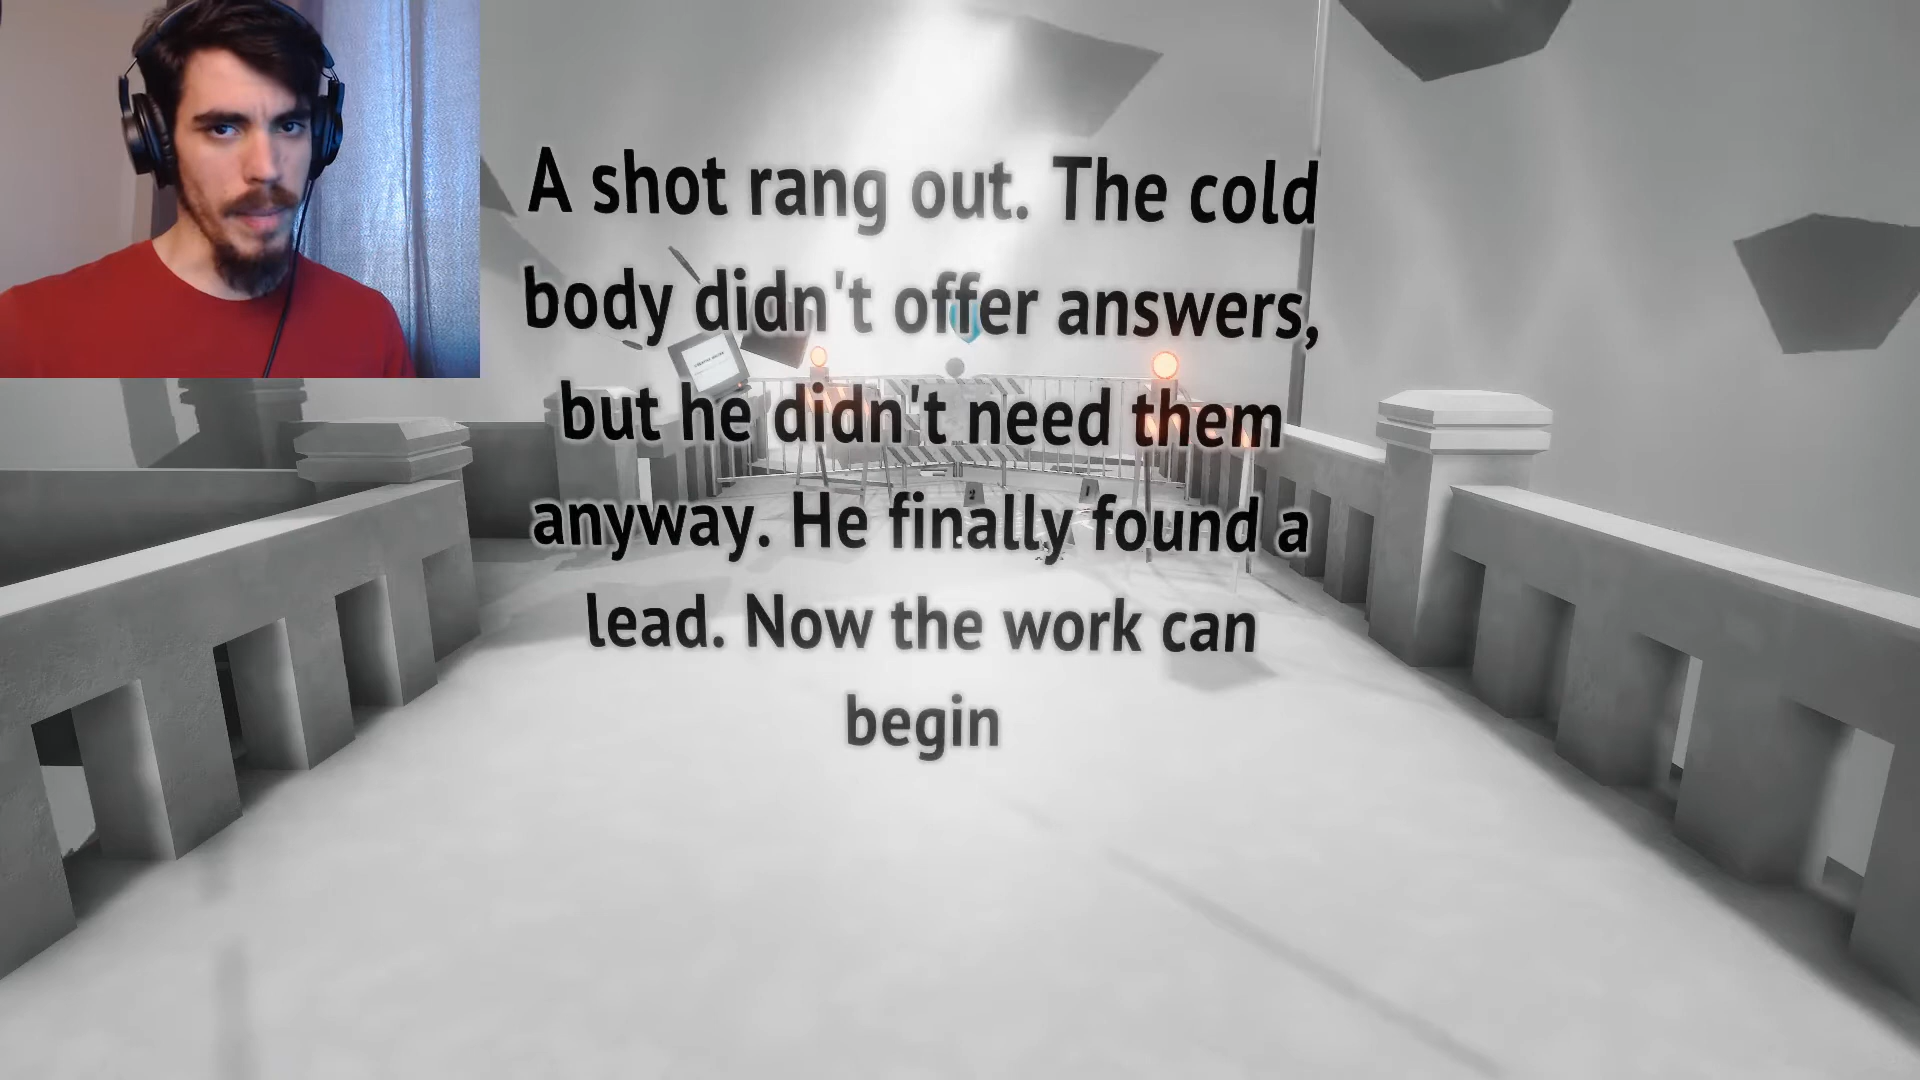 A shot rang out. The cold
body didn't offer answers,
but he didn't need them
anyway. He finally found a
lead. Now the work can
begin
2